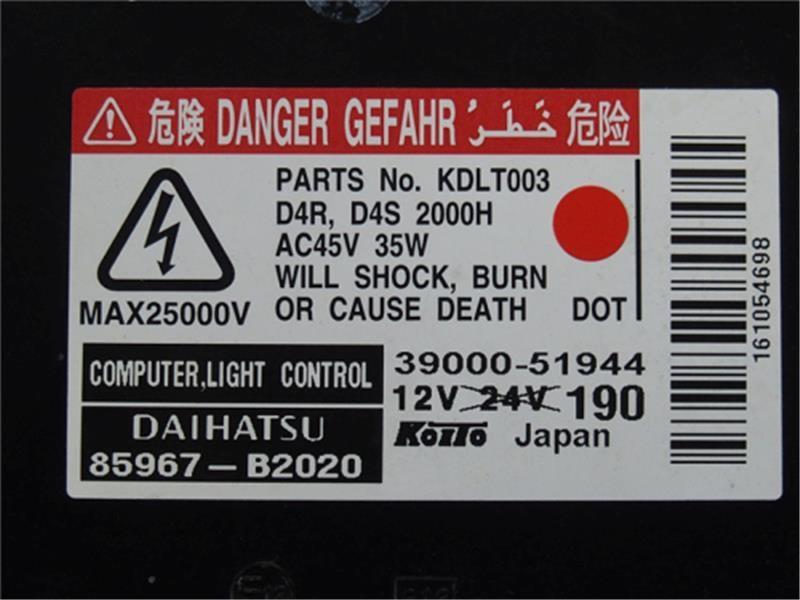 危険 DANGER GEFAHR خَطَر 危险
PARTS No. KDLT003
D4R, D4S 2000H
AC45V 35W
WILL SHOCK, BURN
OR CAUSE DEATH DOT
MAX25000V
COMPUTER,LIGHT CONTROL
DAIHATSU
85967-B2020
39000-51944
12V 24V 190
KOITO Japan
161054698